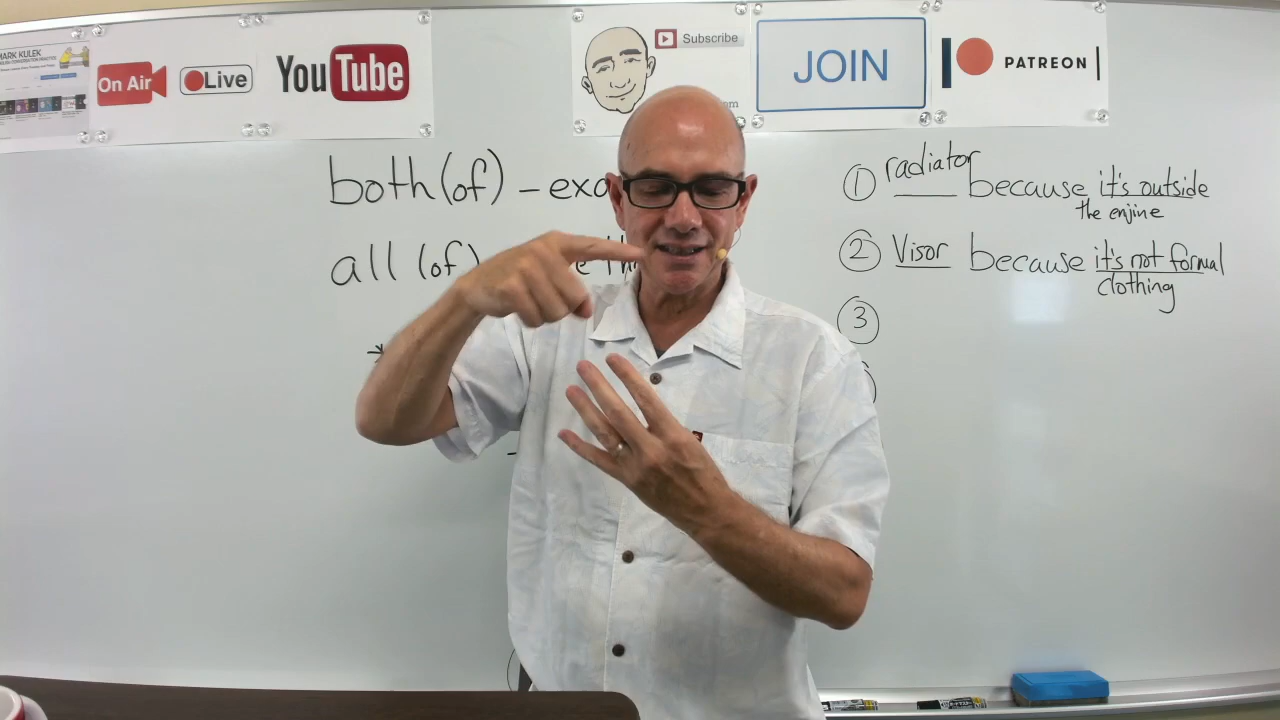 MARK KULEK
On Air
Live
YouTube
Subscribe
JOIN
PATREON
both (of) – exa
all (of)
① radiator because it's outside
the enjine
② Visor because it's not formal
clothing
③